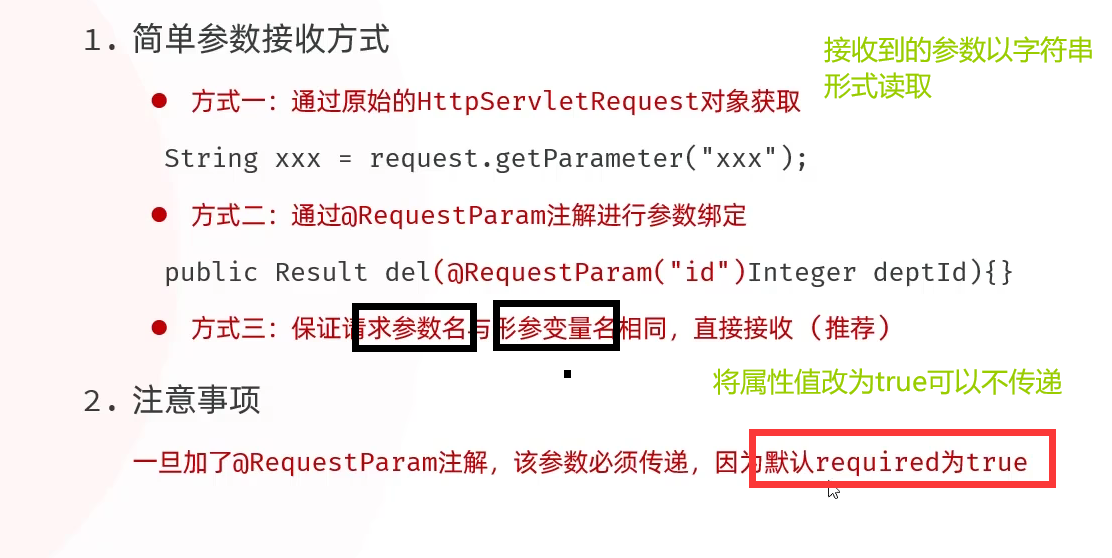 1. 简单参数接收方式
接收到的参数以字符串
形式读取
● 方式一：通过原始的HttpServletRequest对象获取
String xxx = request.getParameter("xxx");
● 方式二：通过@RequestParam注解进行参数绑定
public Result del(@RequestParam("id")Integer deptId){}
● 方式三：保证请求参数名与形参变量名相同，直接接收（推荐）
将属性值改为true可以不传递
2. 注意事项
一旦加了@RequestParam注解，该参数必须传递，因为默认required为true